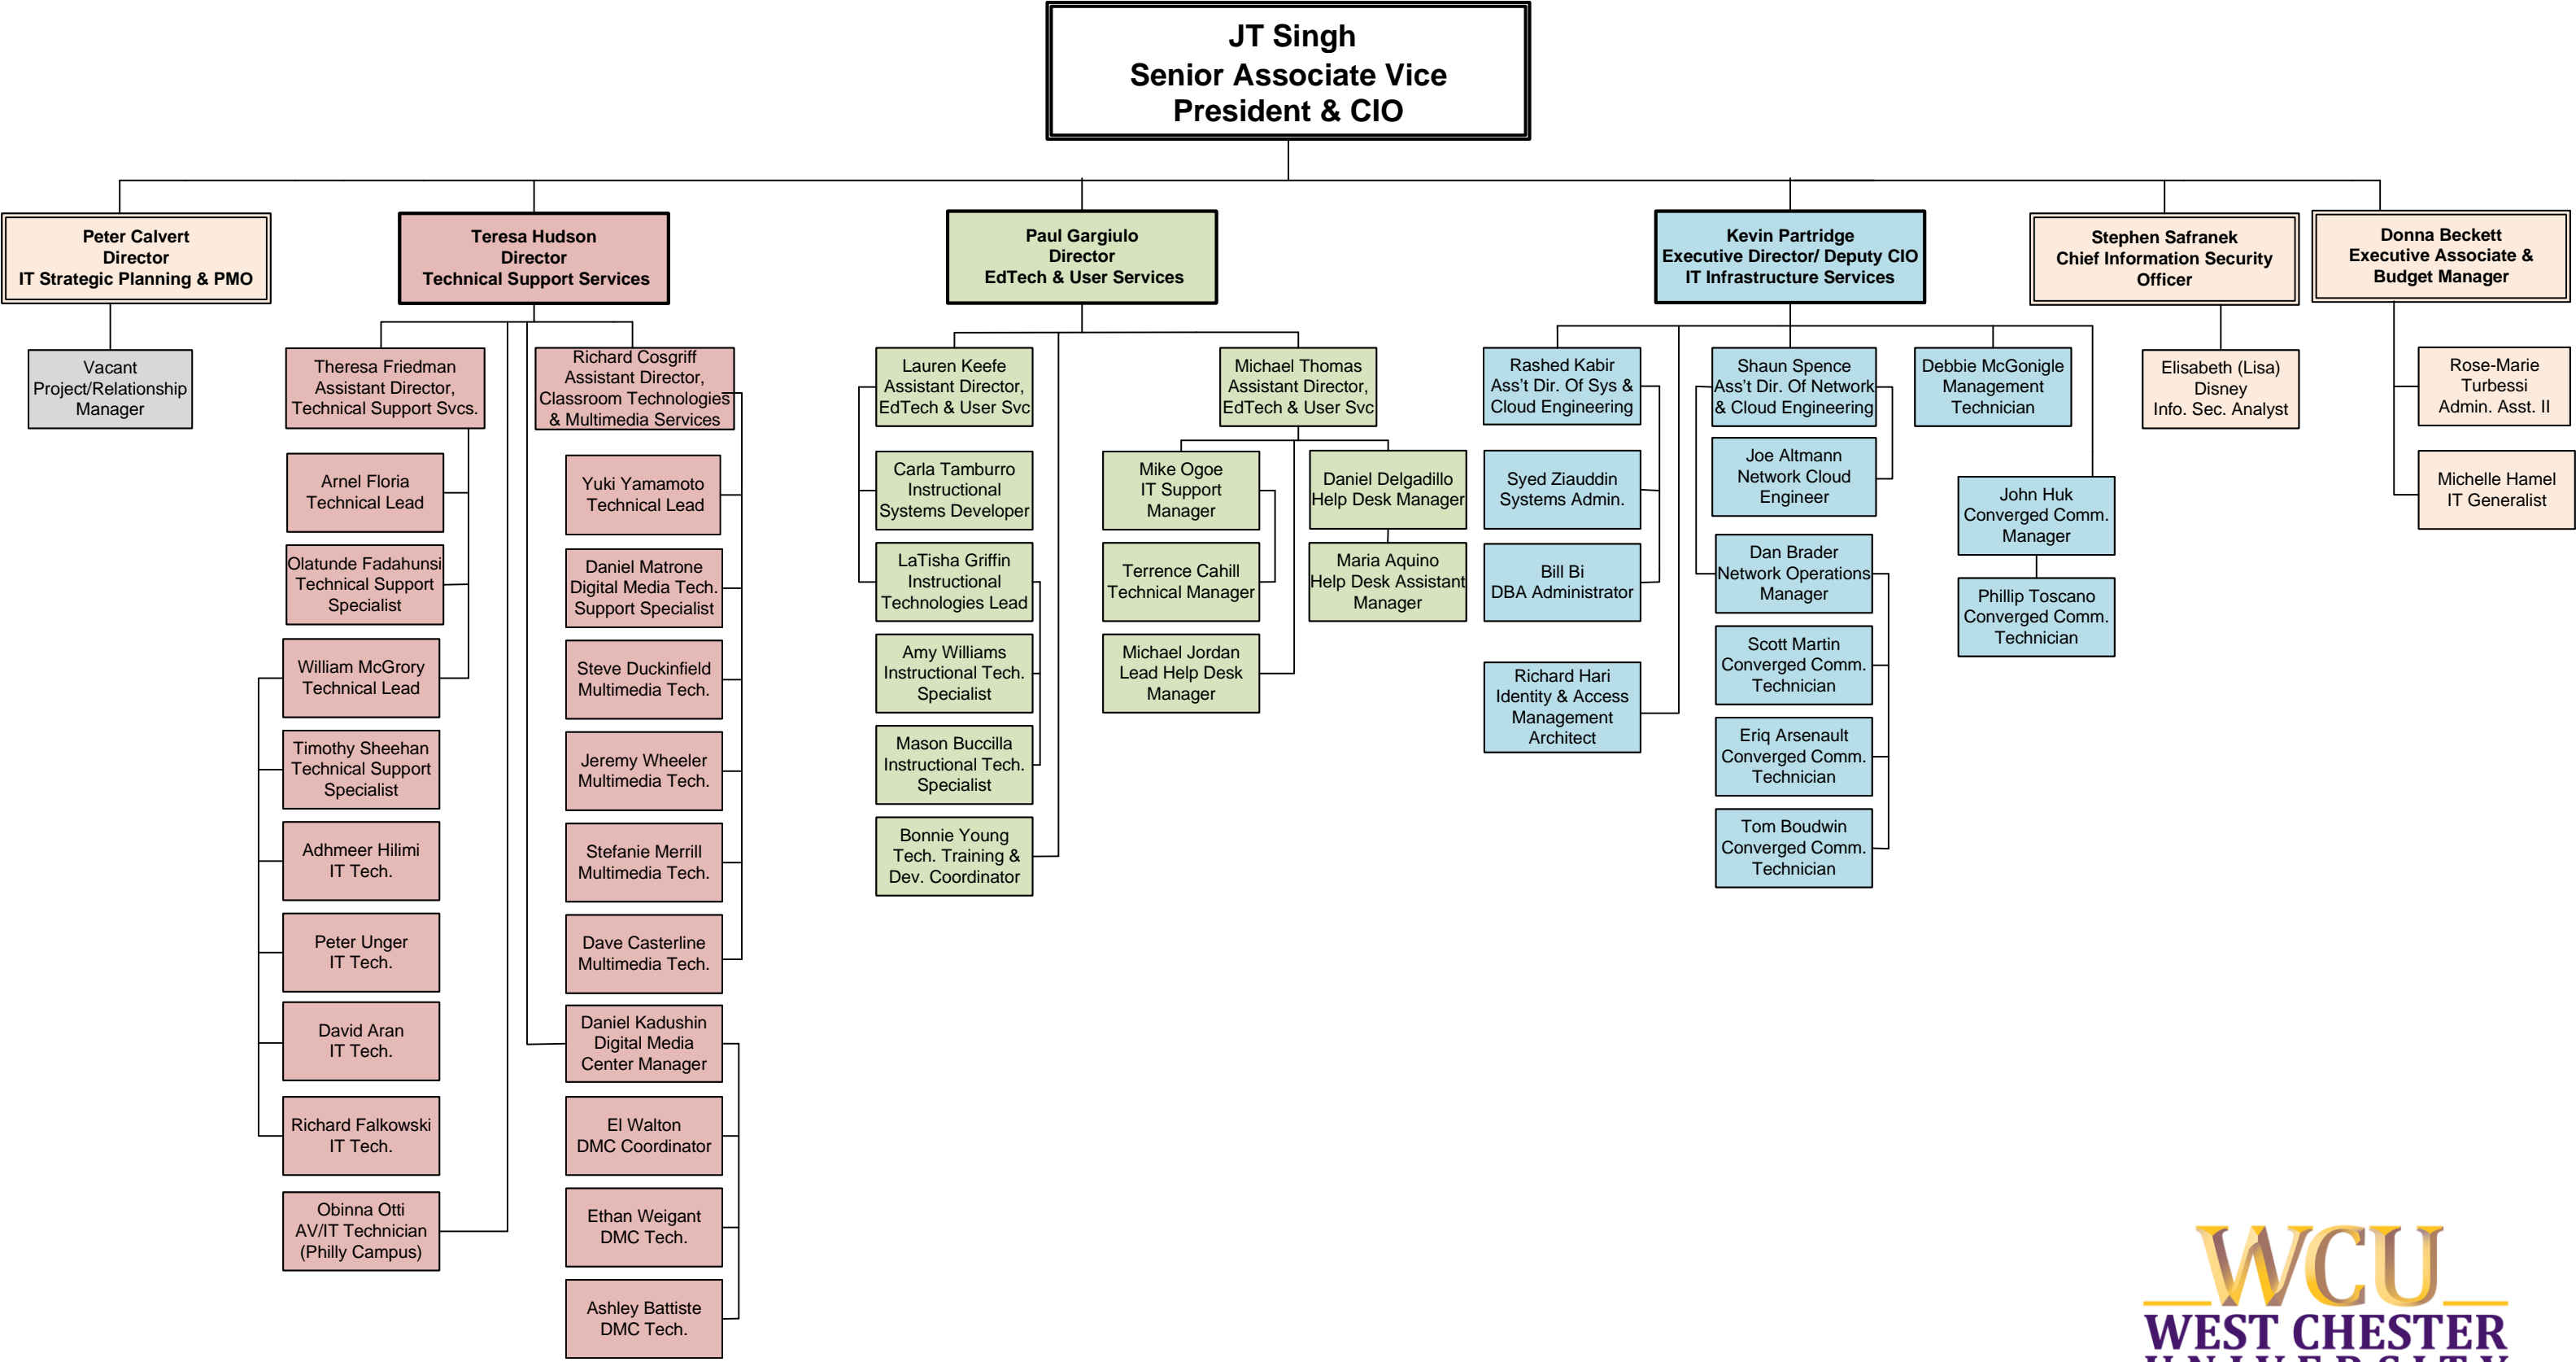 JT Singh
Senior Associate Vice
President & CIO
Peter Calvert
Director
IT Strategic Planning & PMO
Vacant
Project/Relationship
Manager
Teresa Hudson
Director
Technical Support Services
Theresa Friedman
Assistant Director,
Technical Support Svcs.
Arnel Floria
Technical Lead
Olatunde Fadahunsi
Technical Support
Specialist
William McGrory
Technical Lead
Timothy Sheehan
Technical Support
Specialist
Adhmeer Hilimi
IT Tech.
Peter Unger
IT Tech.
David Aran
IT Tech.
Richard Falkowski
IT Tech.
Obinna Otti
AV/IT Technician
(Philly Campus)
Richard Cosgriff
Assistant Director,
Classroom Technologies
& Multimedia Services
Yuki Yamamoto
Technical Lead
Daniel Matrone
Digital Media Tech.
Support Specialist
Steve Duckinfield
Multimedia Tech.
Jeremy Wheeler
Multimedia Tech.
Stefanie Merrill
Multimedia Tech.
Dave Casterline
Multimedia Tech.
Daniel Kadushin
Digital Media
Center Manager
El Walton
DMC Coordinator
Ethan Weigant
DMC Tech.
Ashley Battiste
DMC Tech.
Paul Gargiulo
Director
EdTech & User Services
Lauren Keefe
Assistant Director,
EdTech & User Svc
Carla Tamburro
Instructional
Systems Developer
LaTisha Griffin
Instructional
Technologies Lead
Amy Williams
Instructional Tech.
Specialist
Mason Buccilla
Instructional Tech.
Specialist
Bonnie Young
Tech. Training &
Dev. Coordinator
Michael Thomas
Assistant Director,
EdTech & User Svc
Mike Ogoe
IT Support
Manager
Terrence Cahill
Technical Manager
Michael Jordan
Lead Help Desk
Manager
Daniel Delgadillo
Help Desk Manager
Maria Aquino
Help Desk Assistant
Manager
Kevin Partridge
Executive Director/ Deputy CIO
IT Infrastructure Services
Rashed Kabir
Ass't Dir. Of Sys &
Cloud Engineering
Syed Ziauddin
Systems Admin.
Bill Bi
DBA Administrator
Richard Hari
Identity & Access
Management
Architect
Shaun Spence
Ass't Dir. Of Network
& Cloud Engineering
Joe Altmann
Network Cloud
Engineer
Dan Brader
Network Operations
Manager
Scott Martin
Converged Comm.
Technician
Eriq Arsenault
Converged Comm.
Technician
Tom Boudwin
Converged Comm.
Technician
Debbie McGonigle
Management
Technician
John Huk
Converged Comm.
Manager
Phillip Toscano
Converged Comm.
Technician
Stephen Safranek
Chief Information Security
Officer
Elisabeth (Lisa)
Disney
Info. Sec. Analyst
Donna Beckett
Executive Associate &
Budget Manager
Rose-Marie
Turbessi
Admin. Asst. II
Michelle Hamel
IT Generalist
WCU
WEST CHESTER
UNIVERSITY